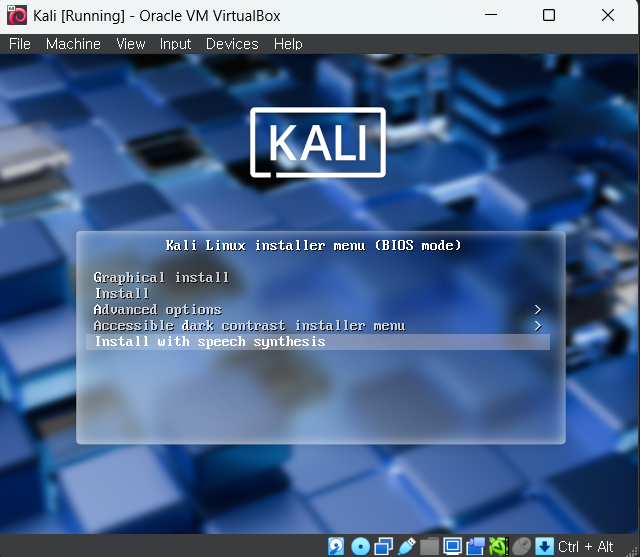 Kali [Running] - Oracle VM VirtualBox
File Machine View Input Devices Help
KALI
Kali Linux installer menu (BIOS mode)
Graphical install
Install
Advanced options >
Accessible dark contrast installer menu >
Install with speech synthesis
Ctrl + Alt